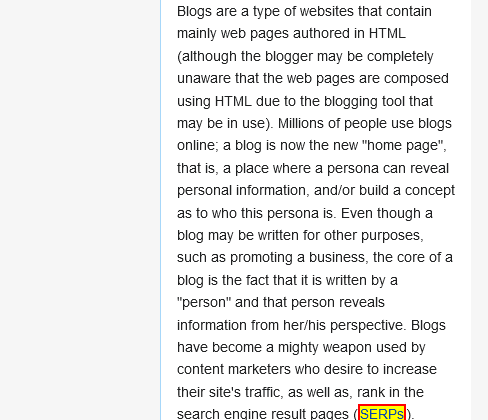 Blogs are a type of websites that contain
mainly web pages authored in HTML
(although the blogger may be completely
unaware that the web pages are composed
using HTML due to the blogging tool that
may be in use). Millions of people use blogs
online; a blog is now the new "home page",
that is, a place where a persona can reveal
personal information, and/or build a concept
as to who this persona is. Even though a
blog may be written for other purposes,
such as promoting a business, the core of a
blog is the fact that it is written by a
"person" and that person reveals
information from her/his perspective. Blogs
have become a mighty weapon used by
content marketers who desire to increase
their site's traffic, as well as, rank in the
search engine result pages (SERPs).